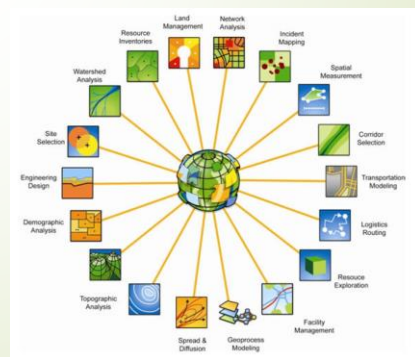 Land
Management
Network
Analysis
Resource
Inventories
Incident
Mapping
Watershed
Analysis
Spatial
Measurement
Site
Selection
Corridor
Selection
Engineering
Design
Transportation
Modeling
Demographic
Analysis
Logistics
Routing
Topographic
Analysis
Resouce
Exploration
Spread &
Diffusion
Geoprocess
Modeling
Facility
Management